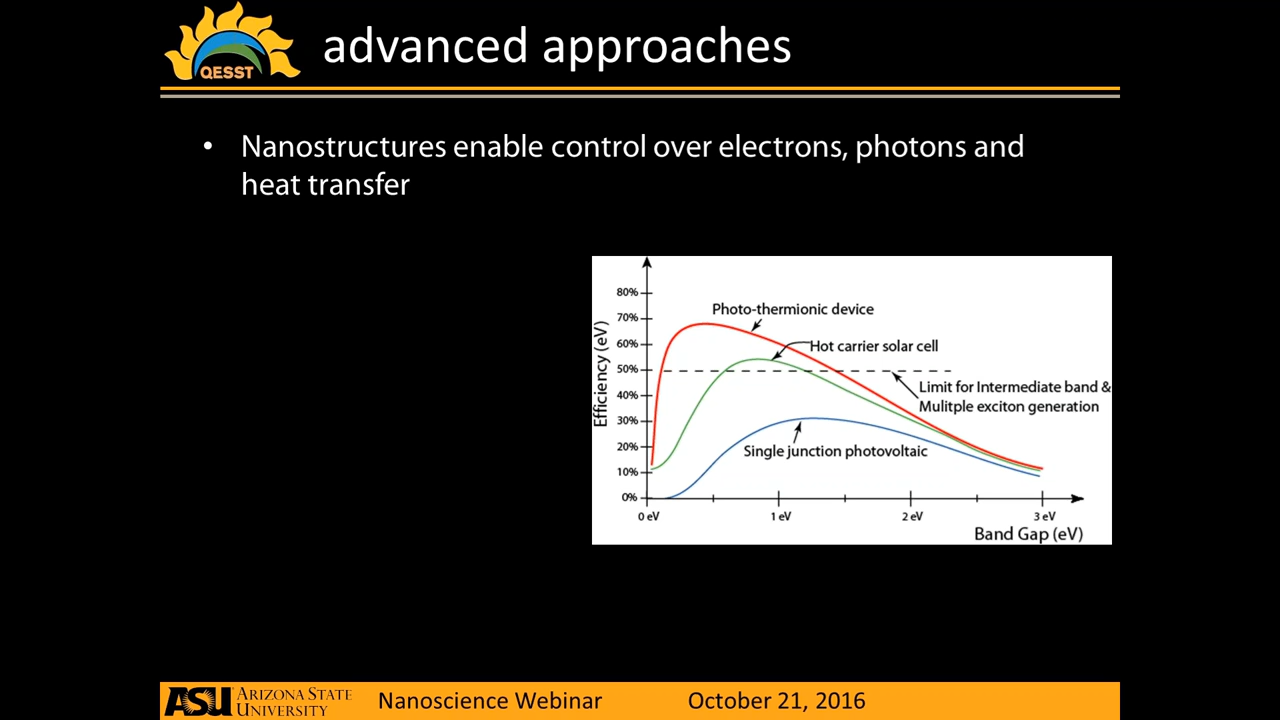 QESST
advanced approaches
• Nanostructures enable control over electrons, photons and
heat transfer
Efficiency (eV)
80%
70%
60%
50%
40%
30%
20%
10%
0%
Photo-thermionic device
Hot carrier solar cell
Limit for Intermediate band &
Mulitple exciton generation
Single junction photovoltaic
0 eV
1 eV
2 eV
3 eV
Band Gap (eV)
ASU ARIZONA STATE
UNIVERSITY
Nanoscience Webinar
October 21, 2016